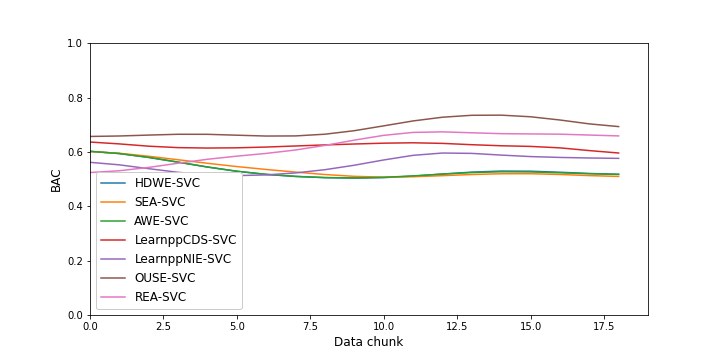 1.0
0.8
0.6
0.4
0.2
0.0
BAC
HDWE-SVC
SEA-SVC
AWE-SVC
LearnppCDS-SVC
LearnppNIE-SVC
OUSE-SVC
REA-SVC
0.0 2.5 5.0 7.5 10.0 12.5 15.0 17.5
Data chunk